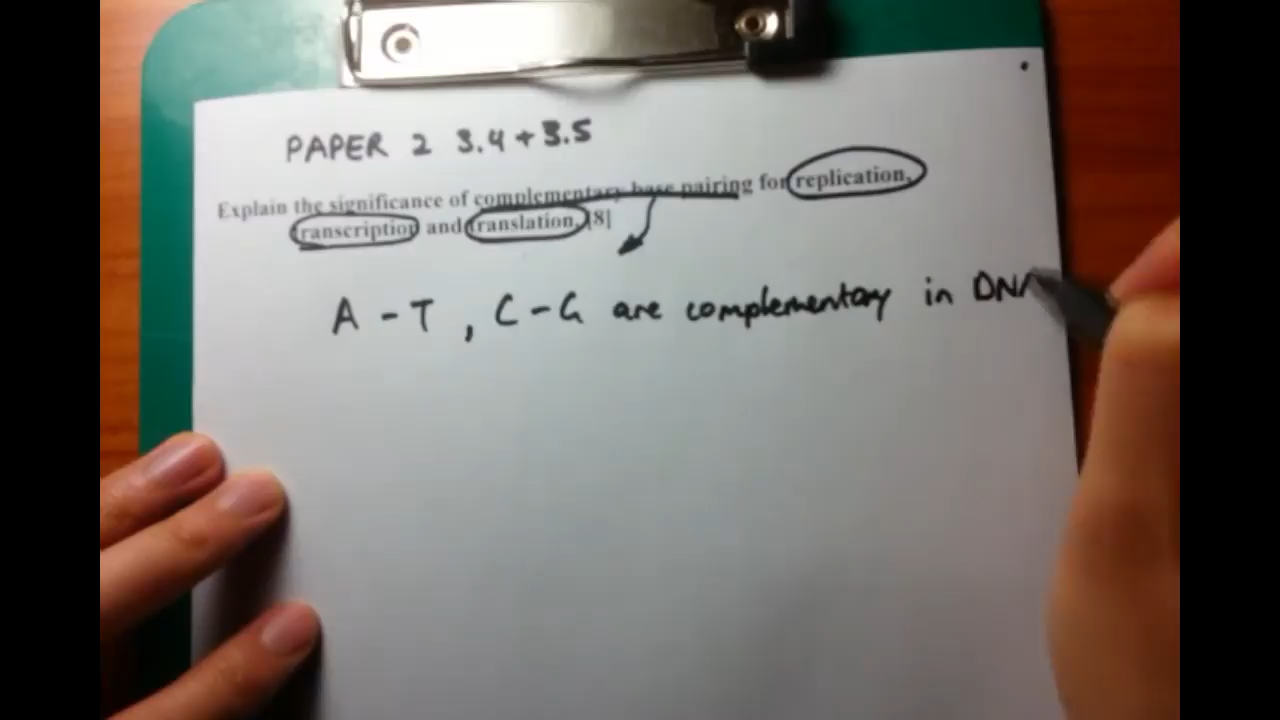 PAPER 2 3.4 + 3.5
Explain the significance of complementary base pairing for replication,
transcription and translation. [8]
A - T , C - G are complementary in DNA